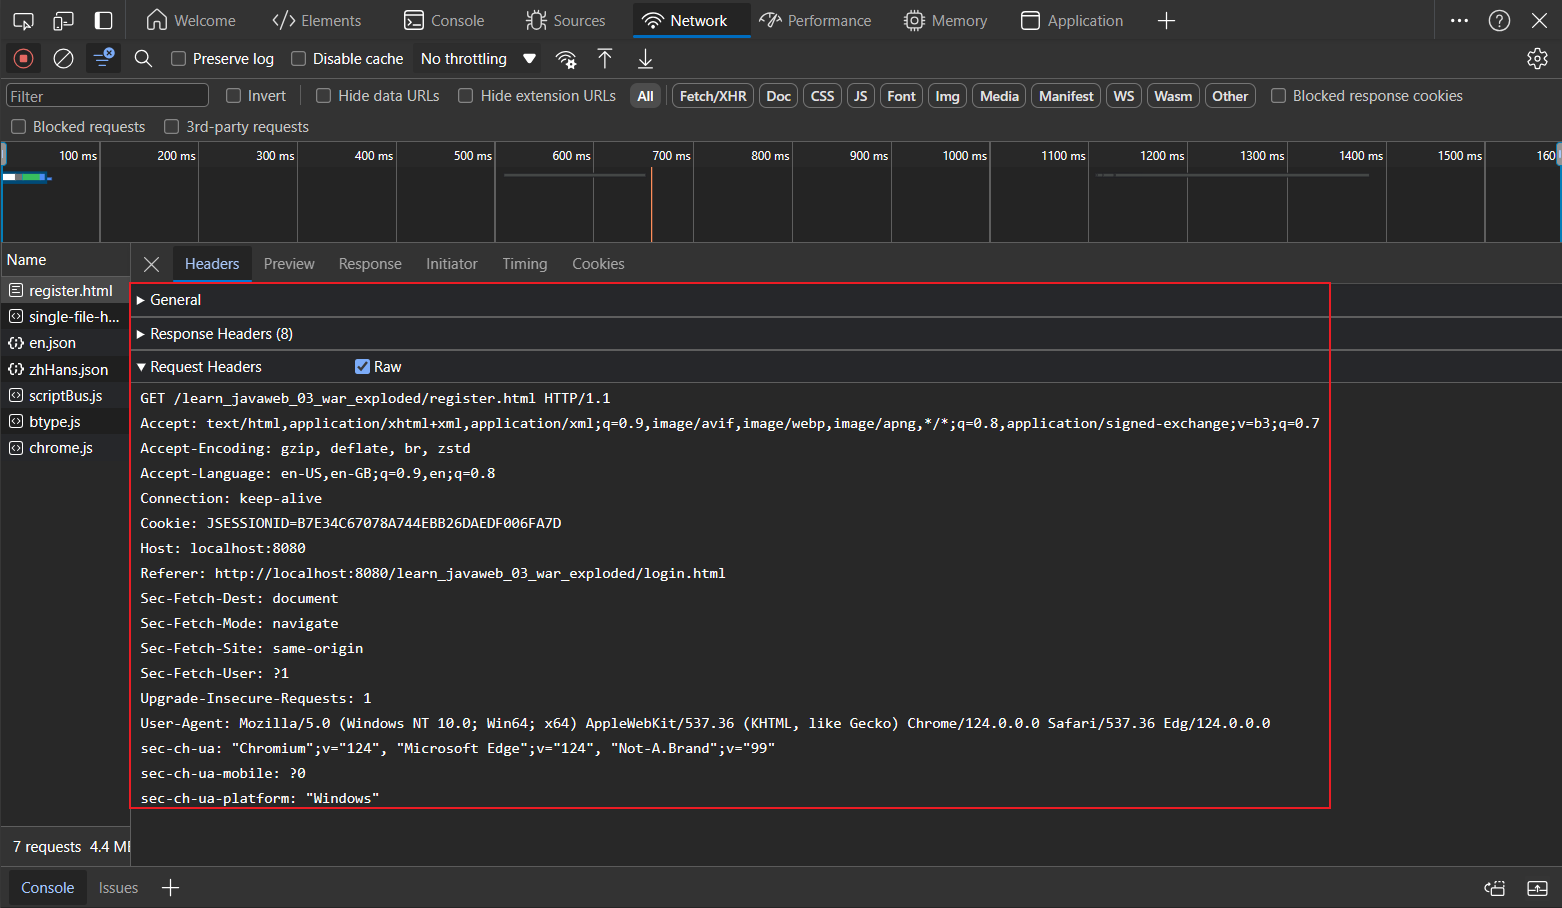 Welcome Elements Console Sources Network Performance Memory Application
Preserve log Disable cache No throttling
Filter Invert Hide data URLs Hide extension URLs All Fetch/XHR Doc CSS JS Font Img Media Manifest WS Wasm Other Blocked response cookies
Blocked requests 3rd-party requests
100 ms 200 ms 300 ms 400 ms 500 ms 600 ms 700 ms 800 ms 900 ms 1000 ms 1100 ms 1200 ms 1300 ms 1400 ms 1500 ms 160
Name
Headers Preview Response Initiator Timing Cookies
register.html
single-file-h...
en.json
zhHans.json
scriptBus.js
btype.js
chrome.js
General
Response Headers (8)
Request Headers Raw
GET /learn_javaweb_03_war_exploded/register.html HTTP/1.1
Accept: text/html,application/xhtml+xml,application/xml;q=0.9,image/avif,image/webp,image/apng,*/*;q=0.8,application/signed-exchange;v=b3;q=0.7
Accept-Encoding: gzip, deflate, br, zstd
Accept-Language: en-US,en-GB;q=0.9,en;q=0.8
Connection: keep-alive
Cookie: JSESSIONID=B7E34C67078A744EBB26DAEDF006FA7D
Host: localhost:8080
Referer: http://localhost:8080/learn_javaweb_03_war_exploded/login.html
Sec-Fetch-Dest: document
Sec-Fetch-Mode: navigate
Sec-Fetch-Site: same-origin
Sec-Fetch-User: ?1
Upgrade-Insecure-Requests: 1
User-Agent: Mozilla/5.0 (Windows NT 10.0; Win64; x64) AppleWebKit/537.36 (KHTML, like Gecko) Chrome/124.0.0.0 Safari/537.36 Edg/124.0.0.0
sec-ch-ua: "Chromium";v="124", "Microsoft Edge";v="124", "Not-A.Brand";v="99"
sec-ch-ua-mobile: ?0
sec-ch-ua-platform: "Windows"
7 requests 4.4 M
Console Issues